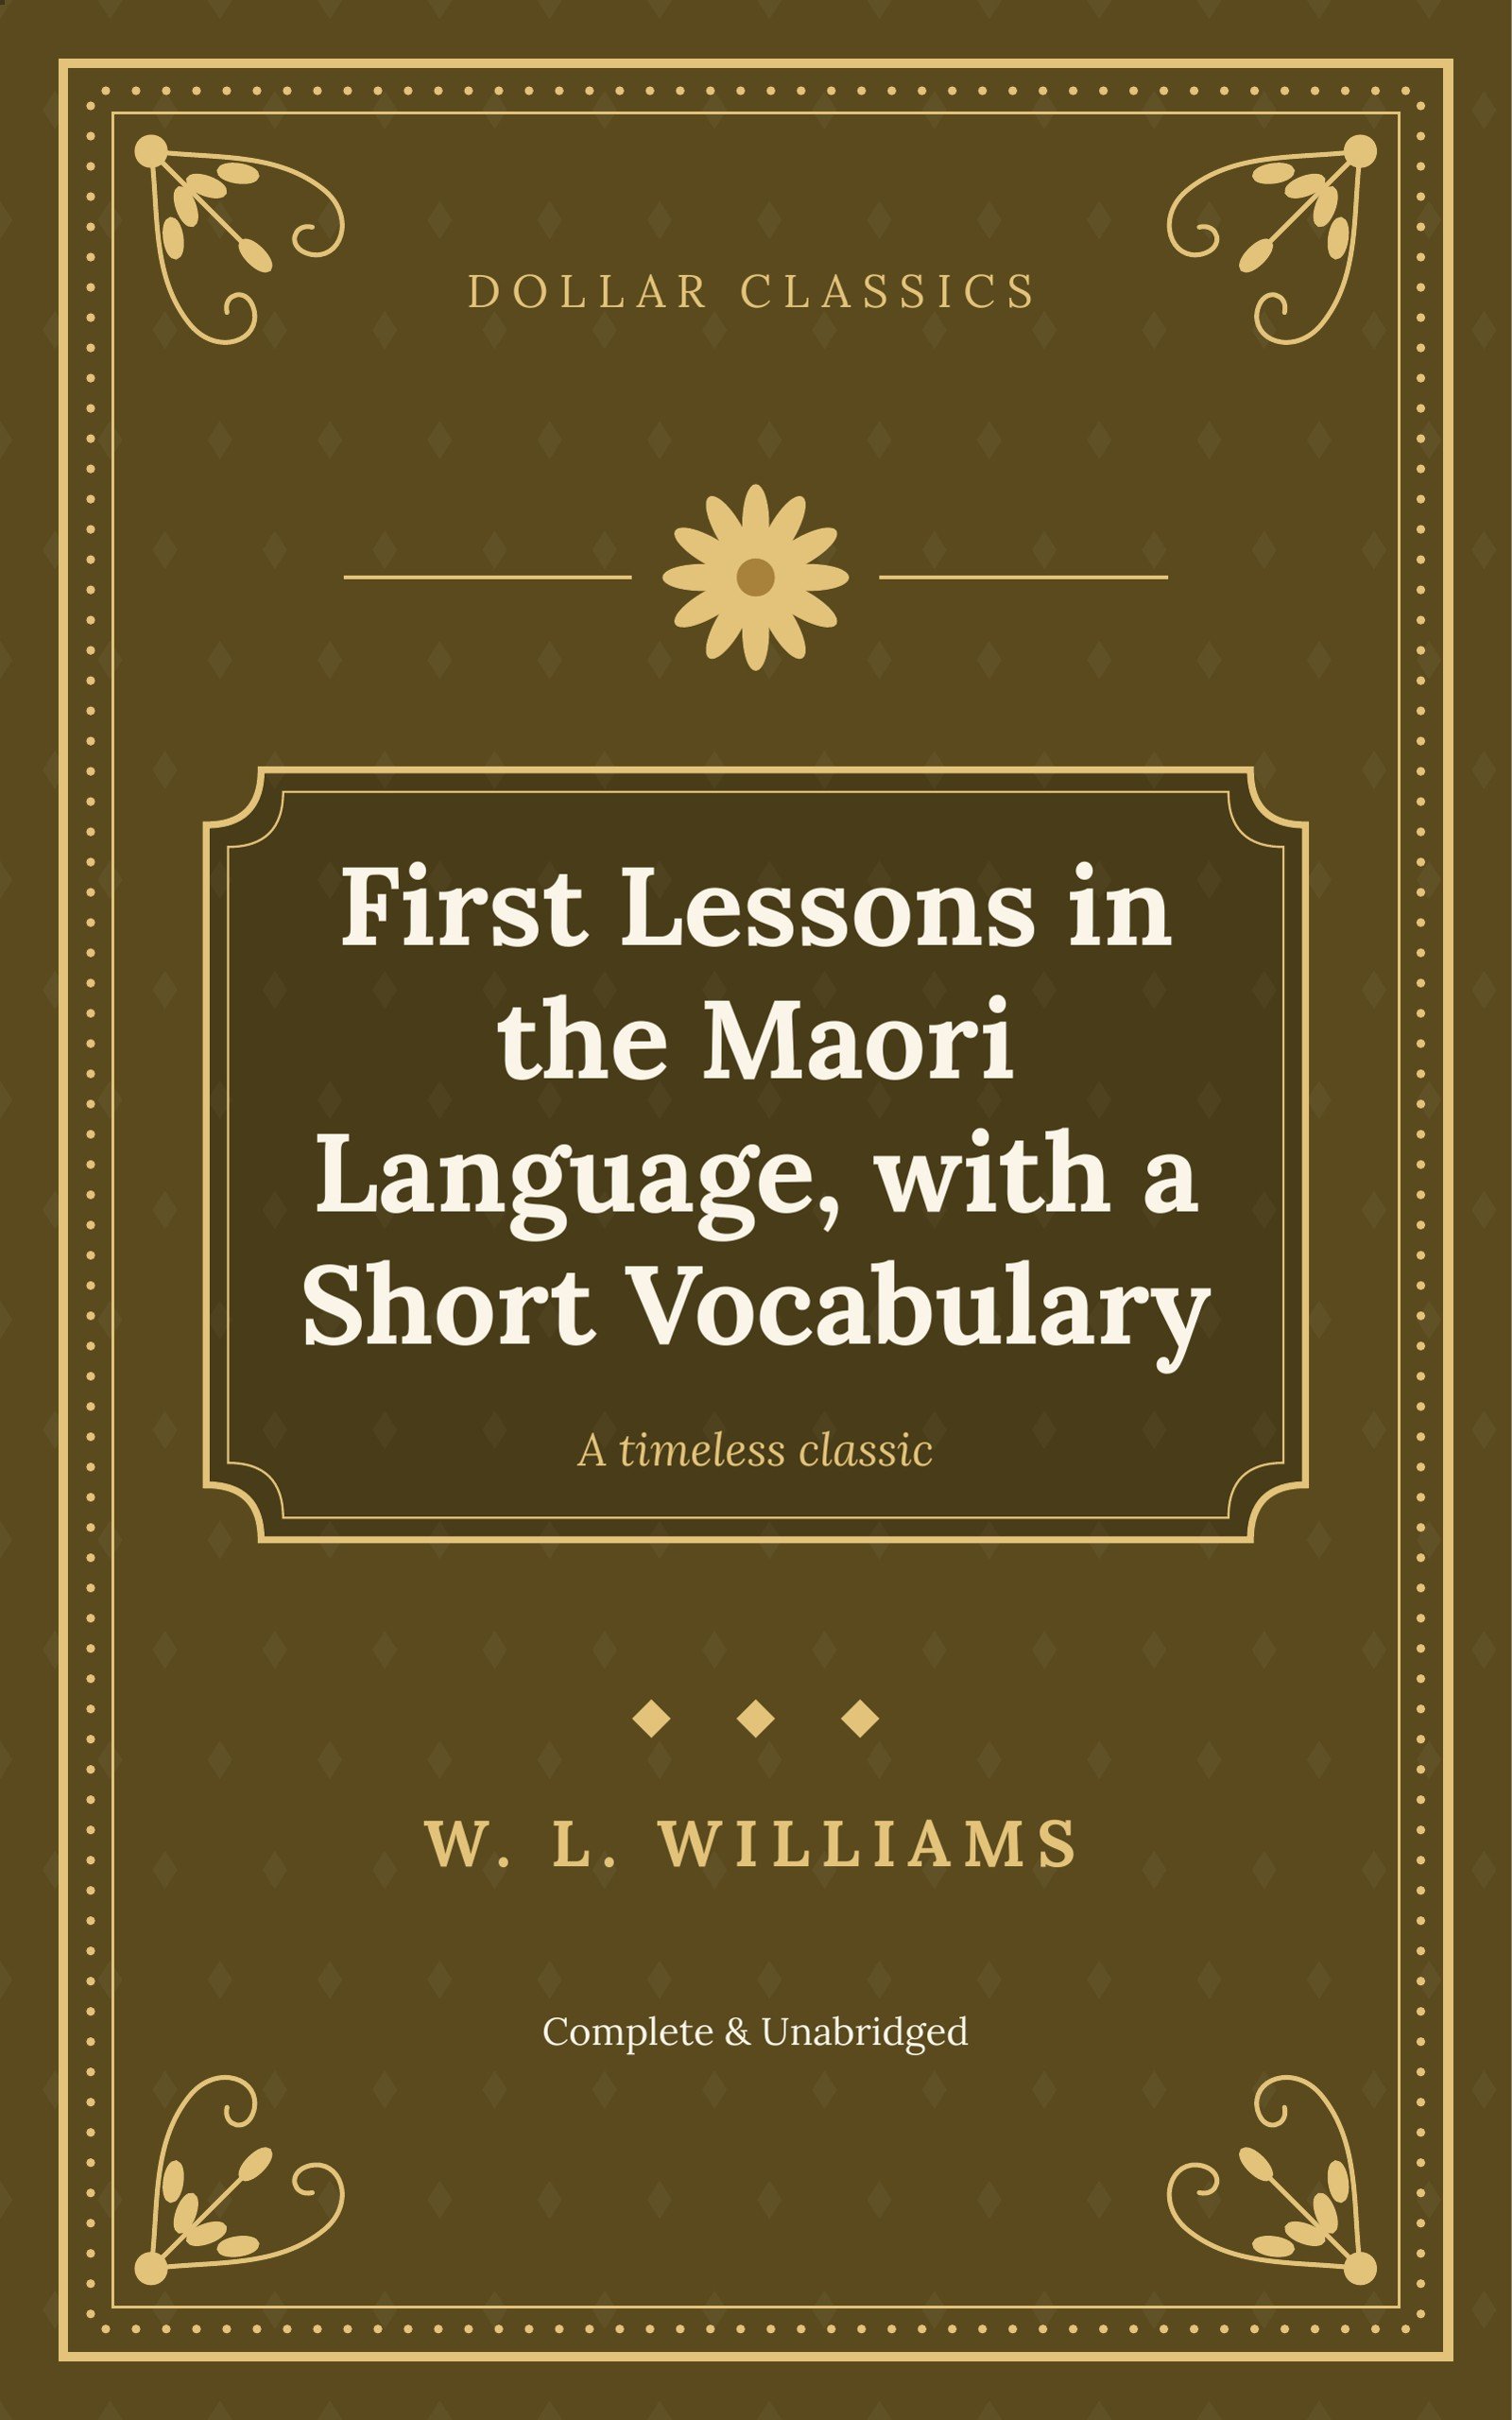 DOLLAR CLASSICS
First Lessons in
the Maori
Language, with a
Short Vocabulary
A timeless classic
W. L. WILLIAMS
Complete & Unabridged